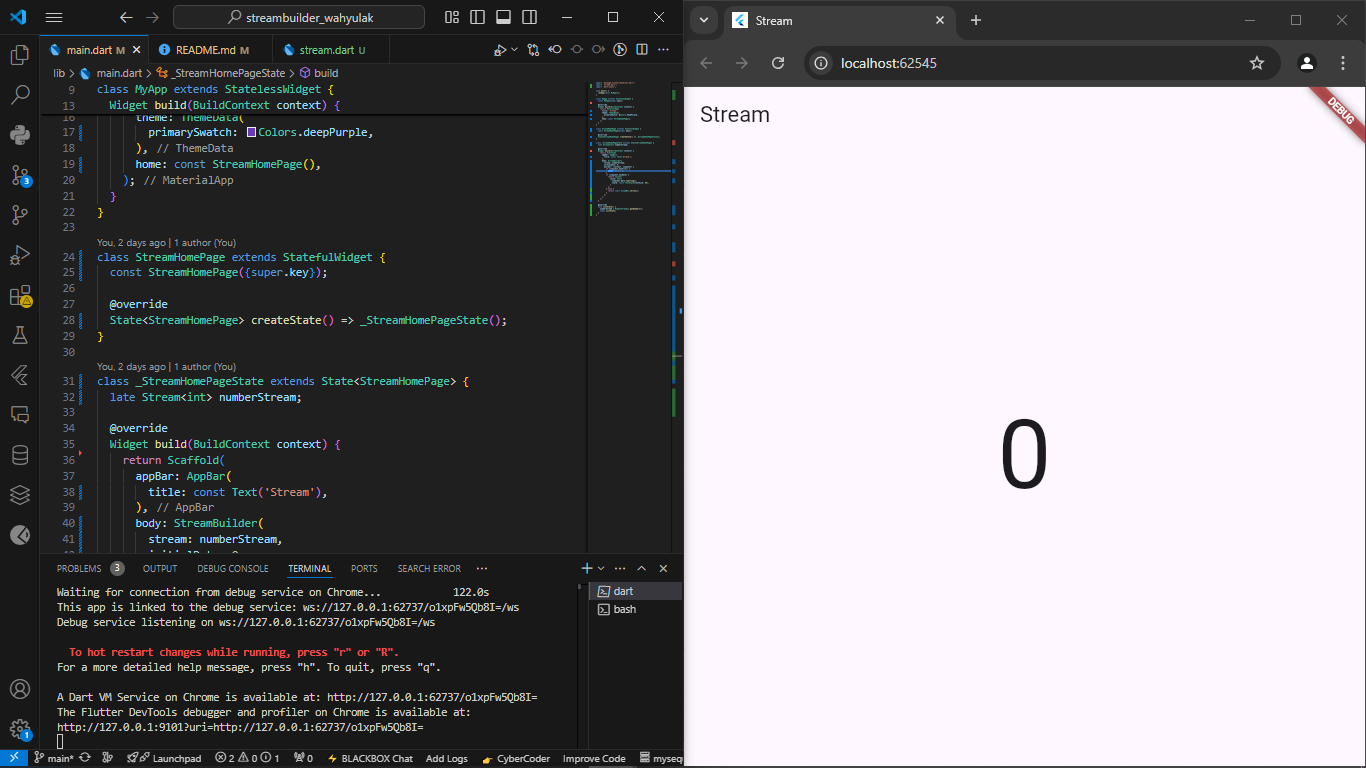 streambuilder_wahyulak
main.dart M
README.md M
stream.dart U
lib > main.dart > _StreamHomePageState > build
9 class MyApp extends StatelessWidget {
13 Widget build(BuildContext context) {
16 theme: ThemeData(
17 primarySwatch: Colors.deepPurple,
18 ), // ThemeData
19 home: const StreamHomePage(),
20 ); // MaterialApp
21 }
22 }
23
You, 2 days ago | 1 author (You)
24 class StreamHomePage extends StatefulWidget {
25 const StreamHomePage({super.key});
26
27 @override
28 State<StreamHomePage> createState() => _StreamHomePageState();
29 }
30
You, 2 days ago | 1 author (You)
31 class _StreamHomePageState extends State<StreamHomePage> {
32 late Stream<int> numberStream;
33
34 @override
35 Widget build(BuildContext context) {
36 return Scaffold(
37 appBar: AppBar(
38 title: const Text('Stream'),
39 ), // AppBar
40 body: StreamBuilder(
41 stream: numberStream,
PROBLEMS 3 OUTPUT DEBUG CONSOLE TERMINAL PORTS SEARCH ERROR
Waiting for connection from debug service on Chrome... 122.0s
This app is linked to the debug service: ws://127.0.0.1:62737/o1xpFw5Qb8I=/ws
Debug service listening on ws://127.0.0.1:62737/o1xpFw5Qb8I=/ws
To hot restart changes while running, press "r" or "R".
For a more detailed help message, press "h". To quit, press "q".
A Dart VM Service on Chrome is available at: http://127.0.0.1:62737/o1xpFw5Qb8I=
The Flutter DevTools debugger and profiler on Chrome is available at:
http://127.0.0.1:9101?uri=http://127.0.0.1:62737/o1xpFw5Qb8I=
dart
bash
3
1
main* Launchpad 2 0 1 0 BLACKBOX Chat Add Logs CyberCoder Improve Code myseq
Stream
localhost:62545
Stream
DEBUG
0